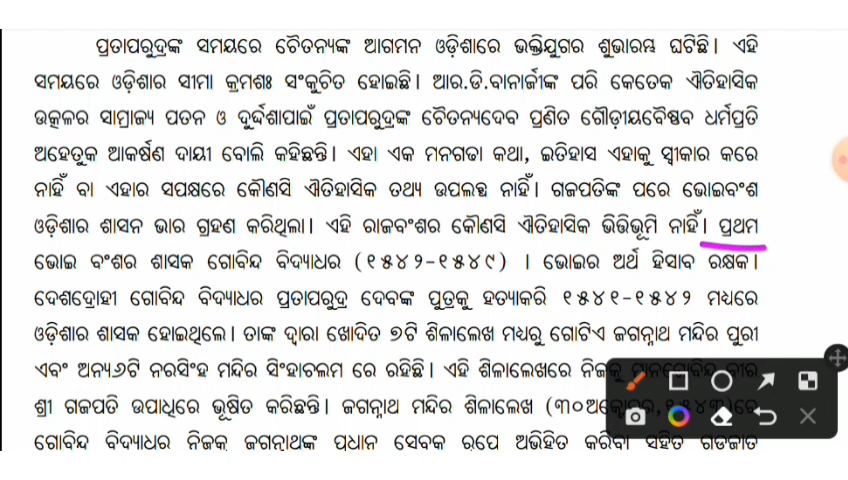 ପ୍ରତାପରୁଦ୍ରଙ୍କ ସମୟରେ ଚୈତନ୍ୟଙ୍କ ଆଗମନ ଓଡ଼ିଶାରେ ଭକ୍ତିଯୁଗର ଶୁଭାରମ୍ଭ ଘଟିଛି। ଏହି
ସମୟରେ ଓଡ଼ିଶାର ସୀମା କ୍ରମଶଃ ସଂକୁଚିତ ହୋଇଛି। ଆର.ଡି.ବାନାର୍ଜୀଙ୍କ ପରି କେତେକ ଐତିହାସିକ
ଉତ୍କଳର ସାମ୍ରାଜ୍ୟ ପତନ ଓ ଦୁର୍ଦ୍ଦଶାପାଇଁ ପ୍ରତାପରୁଦ୍ରଙ୍କ ଚୈତନ୍ୟଦେବ ପ୍ରଣିତ ଗୌଡ଼ୀୟବୈଷ୍ଣବ ଧର୍ମପ୍ରତି
ଅହେତୁକ ଆକର୍ଷଣ ଦାୟୀ ବୋଲି କହିଛନ୍ତି। ଏହା ଏକ ମନଗଢା କଥା, ଇତିହାସ ଏହାକୁ ସ୍ୱୀକାର କରେ
ନାହିଁ ବା ଏହାର ସପକ୍ଷରେ କୌଣସି ଐତିହାସିକ ତଥ୍ୟ ଉପଲବ୍ଧ ନାହିଁ। ଗଜପତିଙ୍କ ପରେ ଭୋଇବଂଶ
ଓଡ଼ିଶାର ଶାସନ ଭାର ଗ୍ରହଣ କରିଥିଲା। ଏହି ରାଜବଂଶର କୌଣସି ଐତିହାସିକ ଭିତ୍ତିଭୂମି ନାହିଁ। ପ୍ରଥମ
ଭୋଇ ବଂଶର ଶାସକ ଗୋବିନ୍ଦ ବିଦ୍ୟାଧର (୧୫୪୨-୧୫୪୯) । ଭୋଇର ଅର୍ଥ ହିସାବ ରକ୍ଷକ।
ଦେଶଦ୍ରୋହୀ ଗୋବିନ୍ଦ ବିଦ୍ୟାଧର ପ୍ରତାପରୁଦ୍ର ଦେବଙ୍କ ପୁତ୍ରକୁ ହତ୍ୟାକରି ୧୫୪୧-୧୫୪୨ ମଧ୍ୟରେ
ଓଡ଼ିଶାର ଶାସକ ହୋଇଥିଲେ। ତାଙ୍କ ଦ୍ୱାରା ଖୋଦିତ ୭ଟି ଶିଳାଲେଖ ମଧ୍ୟରୁ ଗୋଟିଏ ଜଗନ୍ନାଥ ମନ୍ଦିର ପୁରୀ
ଏବଂ ଅନ୍ୟ୬ଟି ନରସିଂହ ମନ୍ଦିର ସିଂହାଚଲମ ରେ ରହିଛି। ଏହି ଶିଳାଲେଖରେ ନିଜକୁ ମାନଗୋବିନ୍ଦ ବୀର
ଶ୍ରୀ ଗଜପତି ଉପାଧିରେ ଭୂଷିତ କରିଛନ୍ତି। ଜଗନ୍ନାଥ ମନ୍ଦିର ଶିଳାଲେଖ (୩୦ଅକ୍ଟୋବର,୧୫୪୩)ରେ
ଗୋବିନ୍ଦ ବିଦ୍ୟାଧର ନିଜକୁ ଜଗନ୍ନାଥଙ୍କ ପ୍ରଧାନ ସେବକ ରୂପେ ଅଭିହିତ କରିବା ସହିତ ଗଡଜାତ